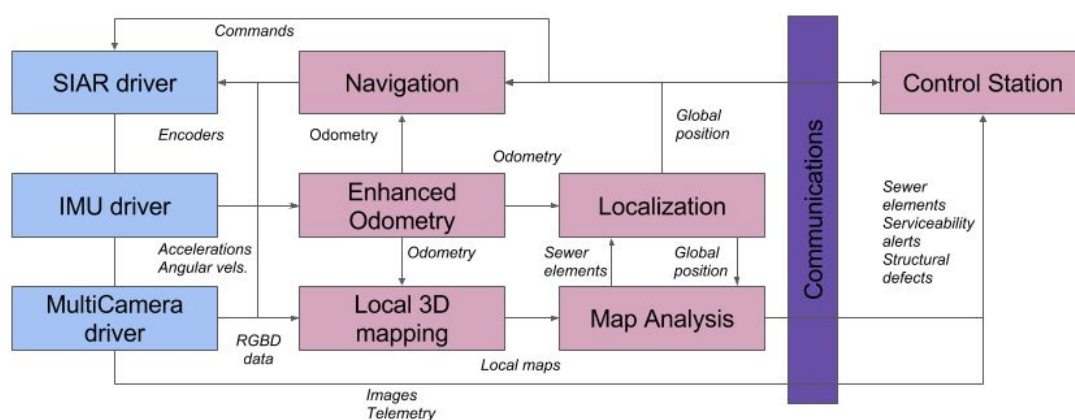 Commands
SIAR driver
Navigation
Control Station
Encoders
Odometry
Global
position
Odometry
IMU driver
Enhanced
Odometry
Localization
Communications
Sewer
elements
Serviceability
alerts
Structural
defects
Accelerations
Angular vels.
Odometry
Sewer
elements
Global
position
MultiCamera
driver
Local 3D
mapping
Map Analysis
RGBD
data
Local maps
Images
Telemetry